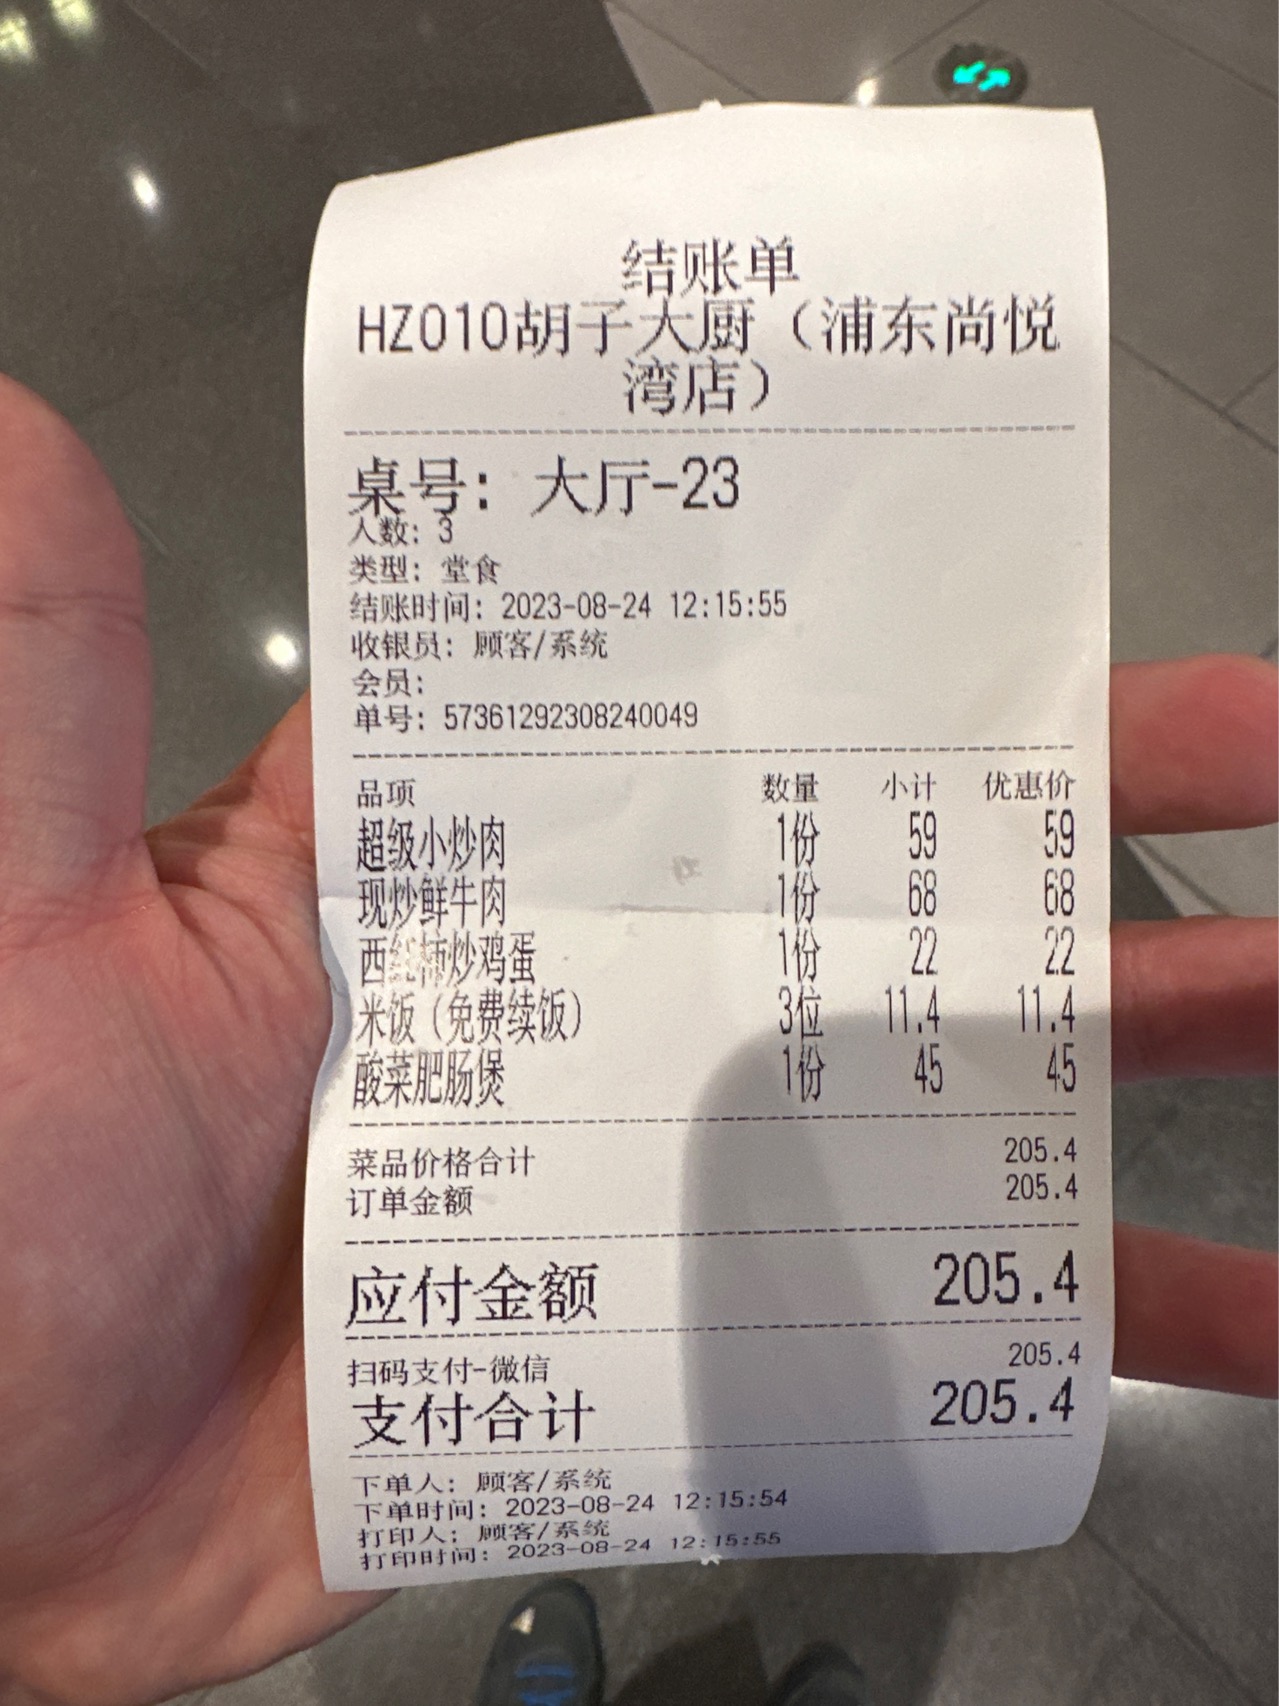 结账单
HZ010胡子大厨（浦东尚悦
湾店）
桌号：大厅-23
人数：3
类型：堂食
结账时间：2023-08-24 12:15:55
收银员：顾客/系统
会员：
单号：57361292308240049
品项 数量 小计 优惠价
超级小炒肉 1份 59 59
现炒鲜牛肉 1份 68 68
西红柿炒鸡蛋 1份 22 22
米饭（免费续饭） 3位 11.4 11.4
酸菜肥肠煲 1份 45 45
菜品价格合计 205.4
订单金额 205.4
应付金额 205.4
扫码支付-微信 205.4
支付合计 205.4
下单人：顾客/系统
下单时间：2023-08-24 12:15:54
打印人：顾客/系统
打印时间：2023-08-24 12:15:55